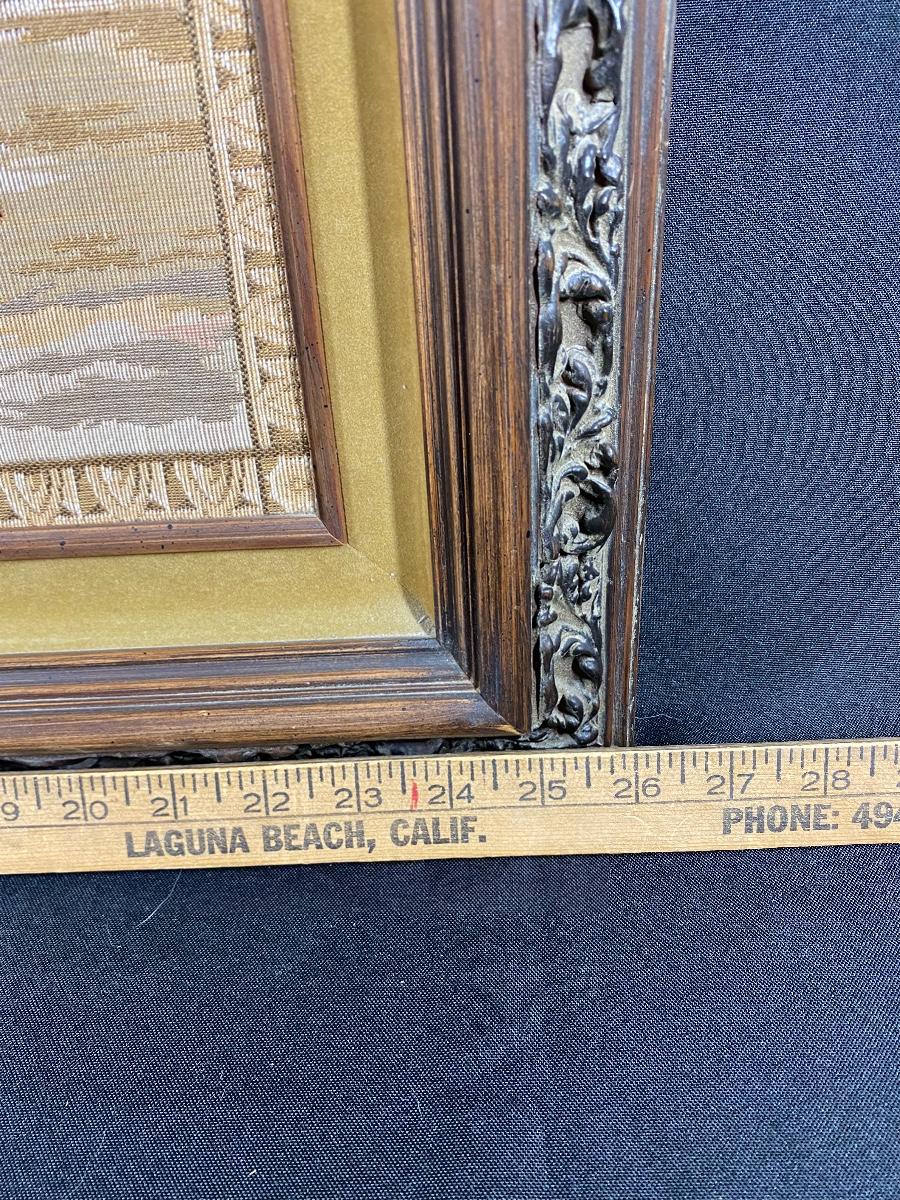 9 20 21 22 23 24 25 26 27 28
LAGUNA BEACH, CALIF. PHONE: 494